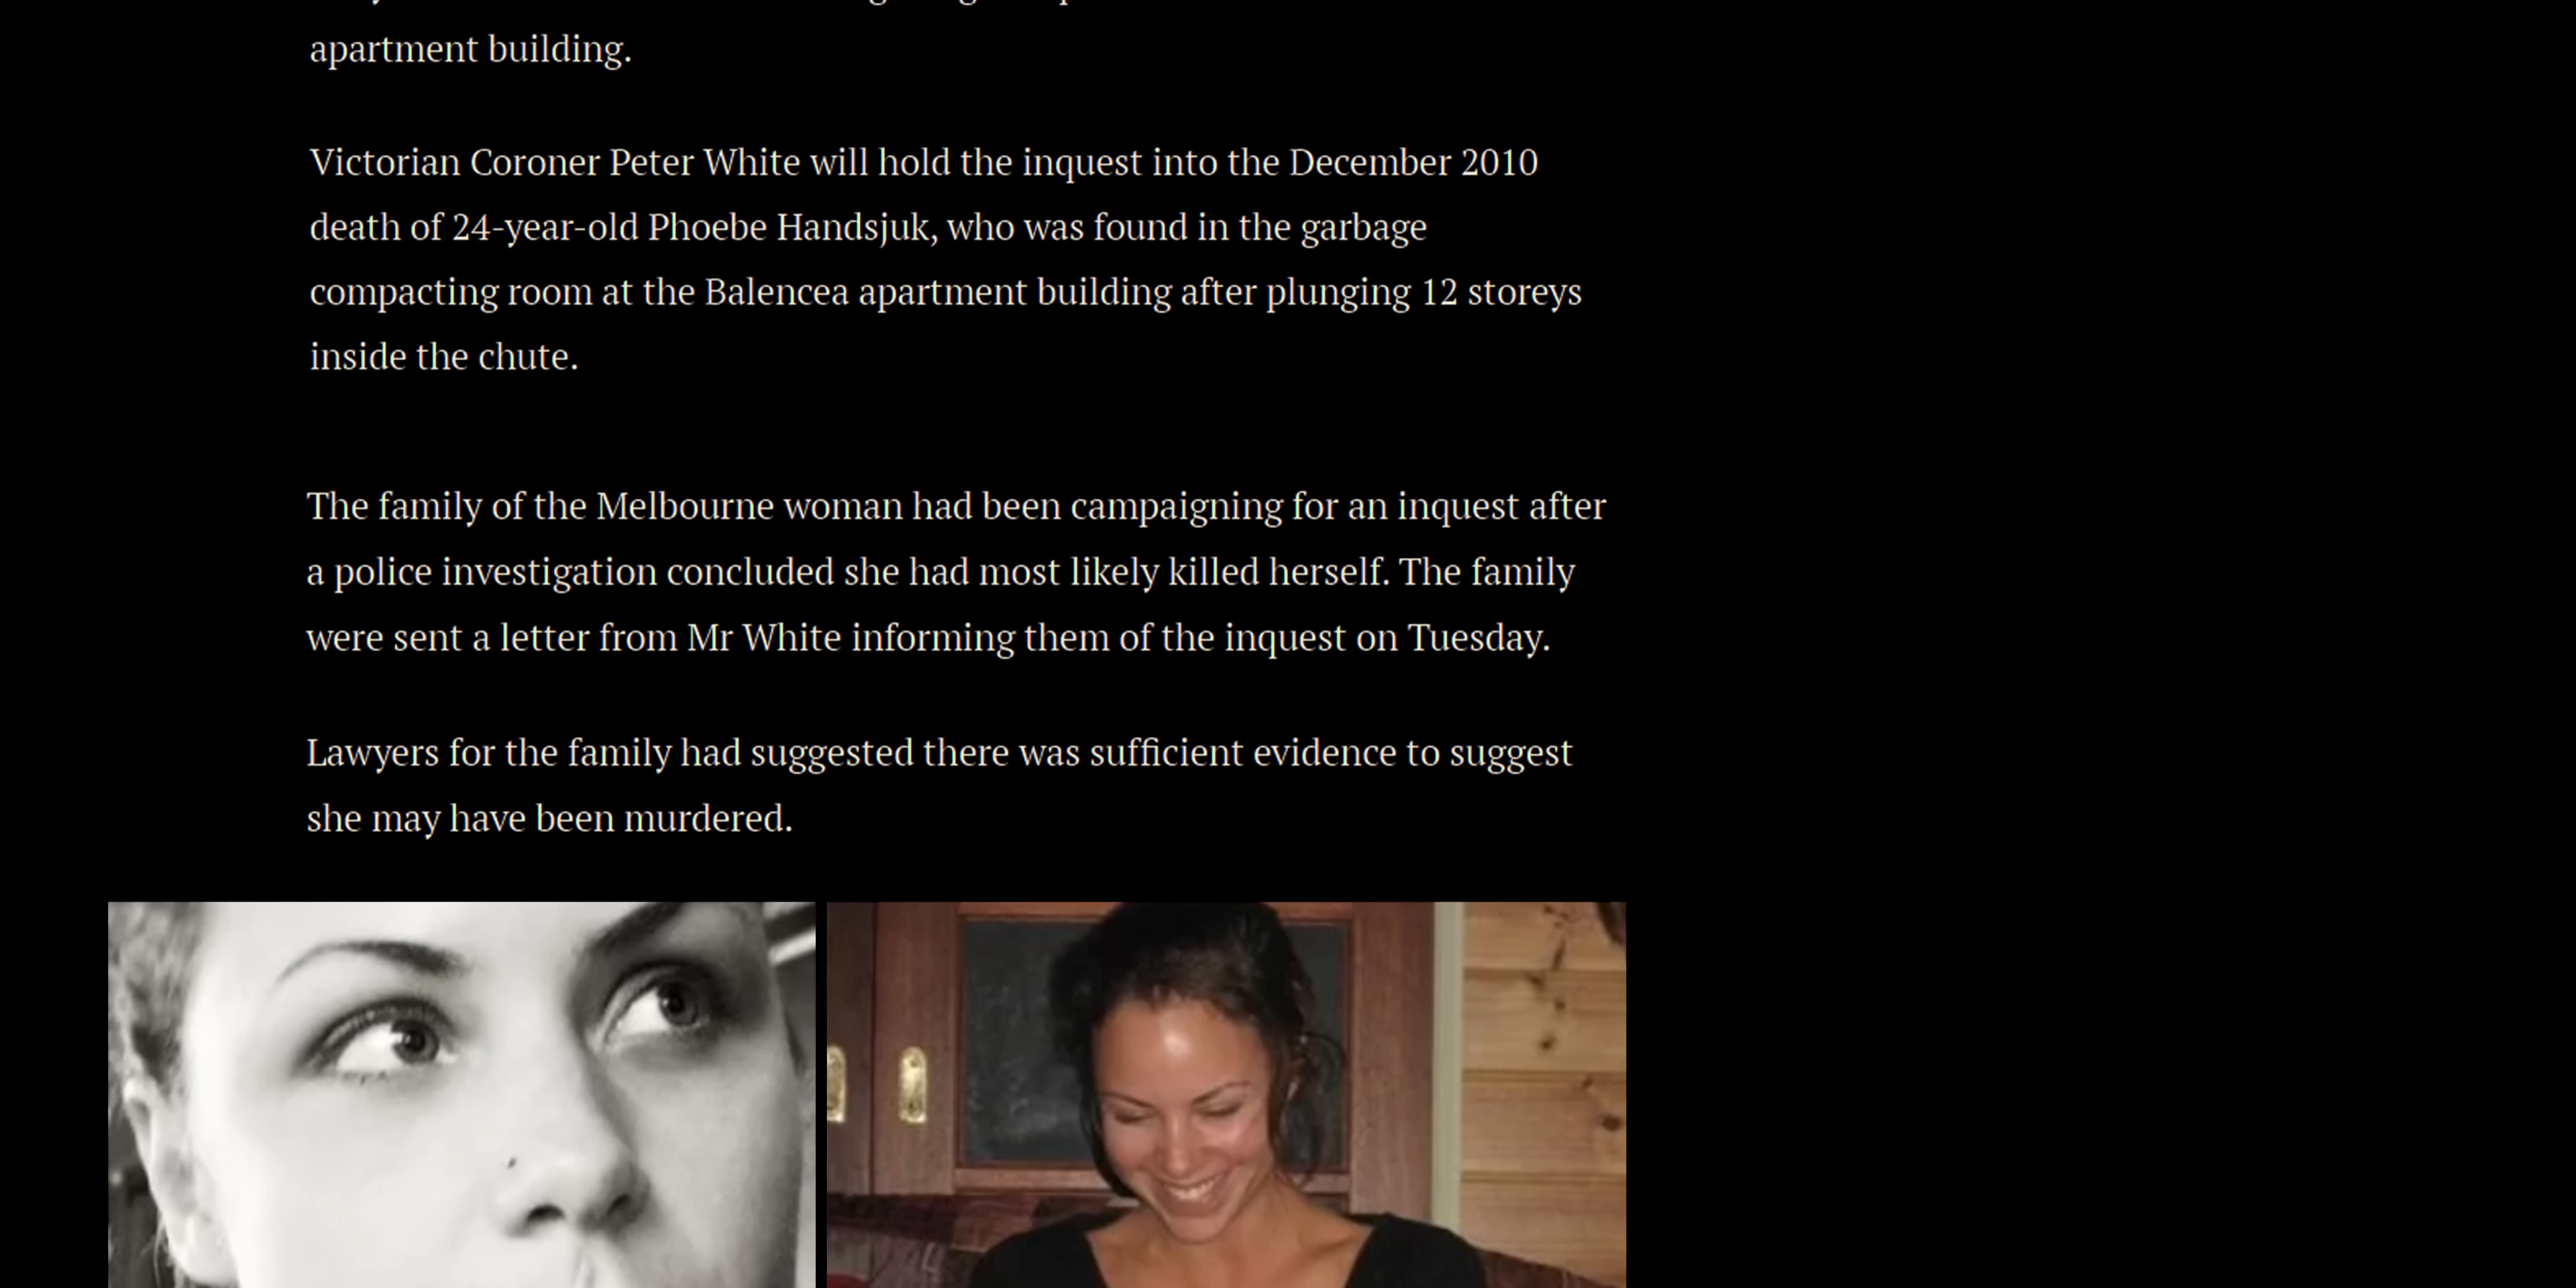 apartment building.
Victorian Coroner Peter White will hold the inquest into the December 2010
death of 24-year-old Phoebe Handsjuk, who was found in the garbage
compacting room at the Balencea apartment building after plunging 12 storeys
inside the chute.
The family of the Melbourne woman had been campaigning for an inquest after
a police investigation concluded she had most likely killed herself. The family
were sent a letter from Mr White informing them of the inquest on Tuesday.
Lawyers for the family had suggested there was sufficient evidence to suggest
she may have been murdered.